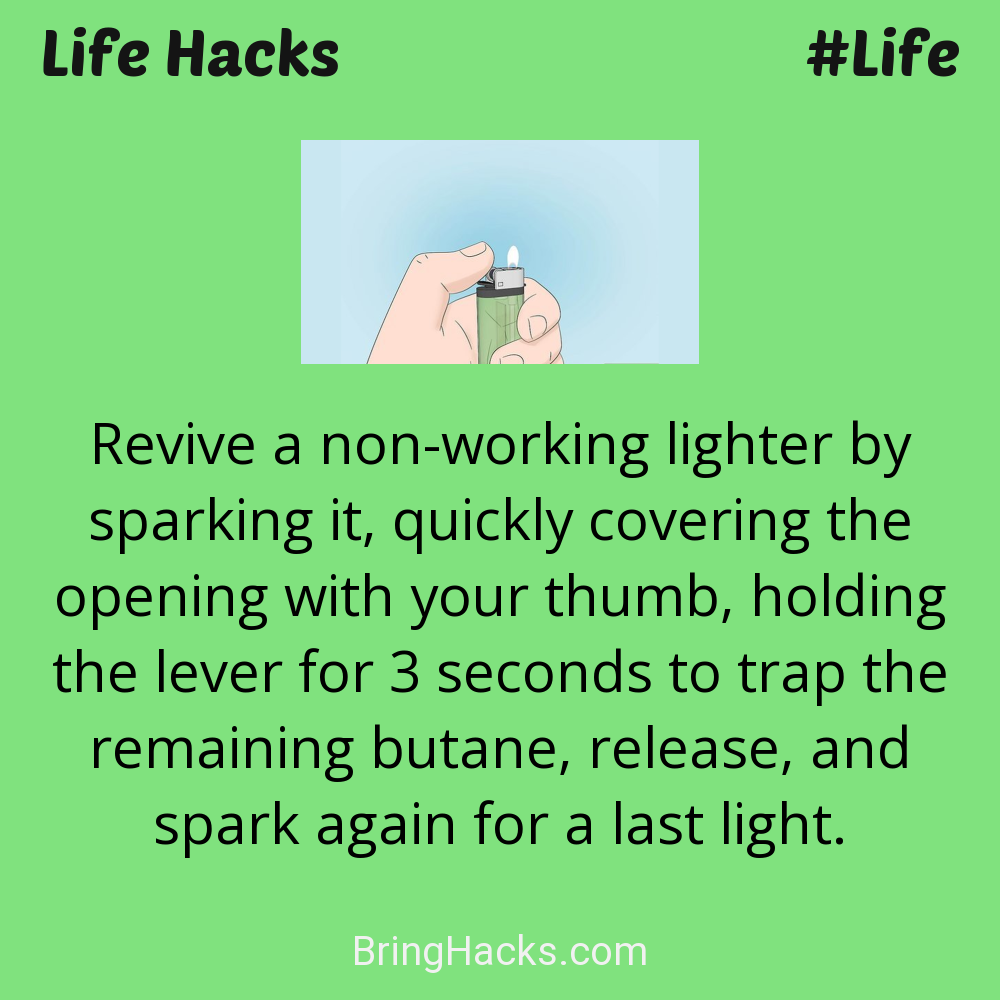 Life Hacks
#Life
Revive a non-working lighter by
sparking it, quickly covering the
opening with your thumb, holding
the lever for 3 seconds to trap the
remaining butane, release, and
spark again for a last light.
BringHacks.com